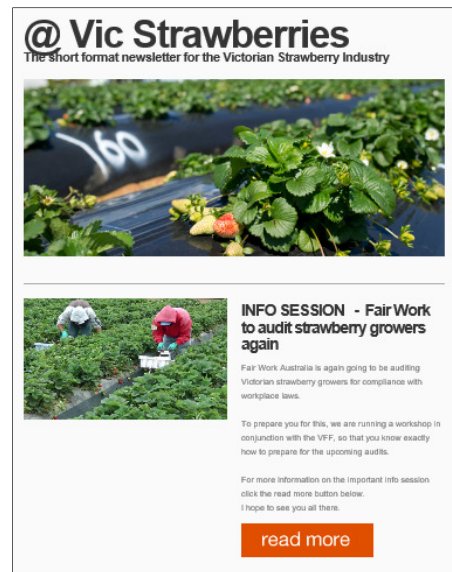 @ Vic Strawberries
The short format newsletter for the Victorian Strawberry Industry
160
INFO SESSION - Fair Work
to audit strawberry growers
again
Fair Work Australia is again going to be auditing
Victorian strawberry growers for compliance with
workplace laws.
To prepare you for this, we are running a workshop in
conjunction with the VFF, so that you know exactly
how to prepare for the upcoming audits.
For more information on the important info session
click the read more button below.
I hope to see you all there.
read more